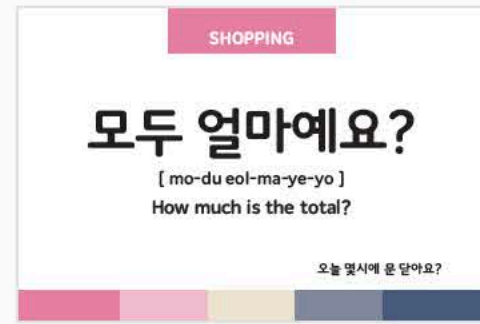 SHOPPING
모두 얼마예요?
[ mo-du eol-ma-ye-yo ]
How much is the total?
오늘 몇시에 문 닫아요?